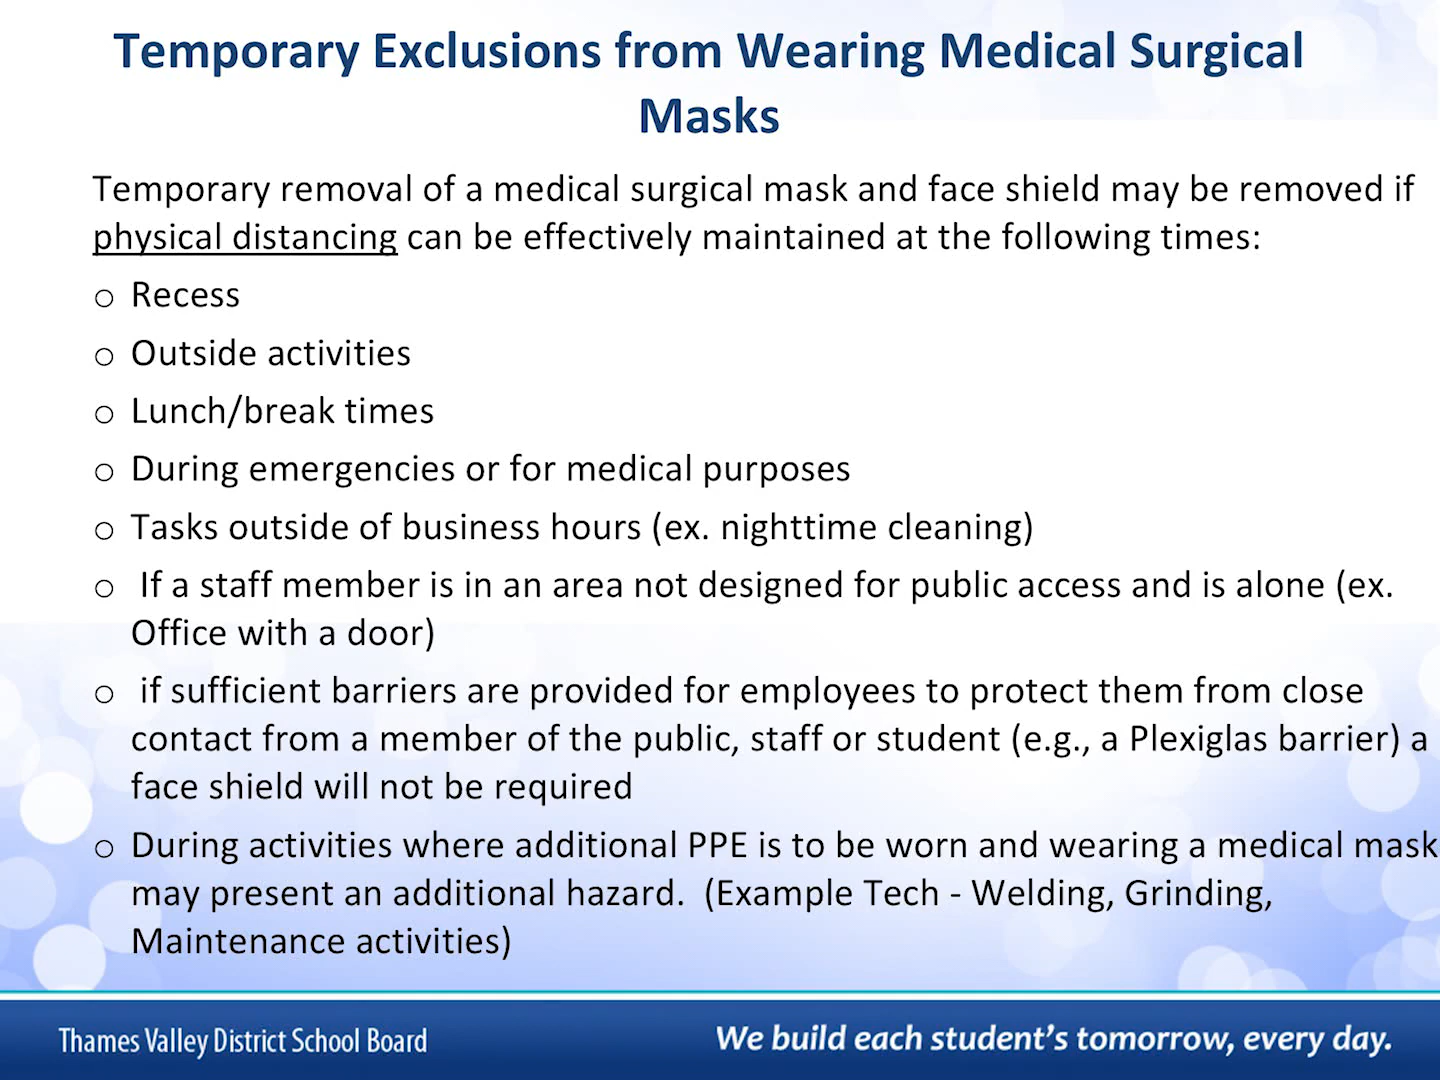 Temporary Exclusions from Wearing Medical Surgical
Masks
Temporary removal of a medical surgical mask and face shield may be removed if
physical distancing can be effectively maintained at the following times:
o Recess
o Outside activities
o Lunch/break times
o During emergencies or for medical purposes
o Tasks outside of business hours (ex. nighttime cleaning)
o If a staff member is in an area not designed for public access and is alone (ex.
Office with a door)
o if sufficient barriers are provided for employees to protect them from close
contact from a member of the public, staff or student (e.g., a Plexiglas barrier) a
face shield will not be required
o During activities where additional PPE is to be worn and wearing a medical mask
may present an additional hazard. (Example Tech - Welding, Grinding,
Maintenance activities)
Thames Valley District School Board
We build each student's tomorrow, every day.